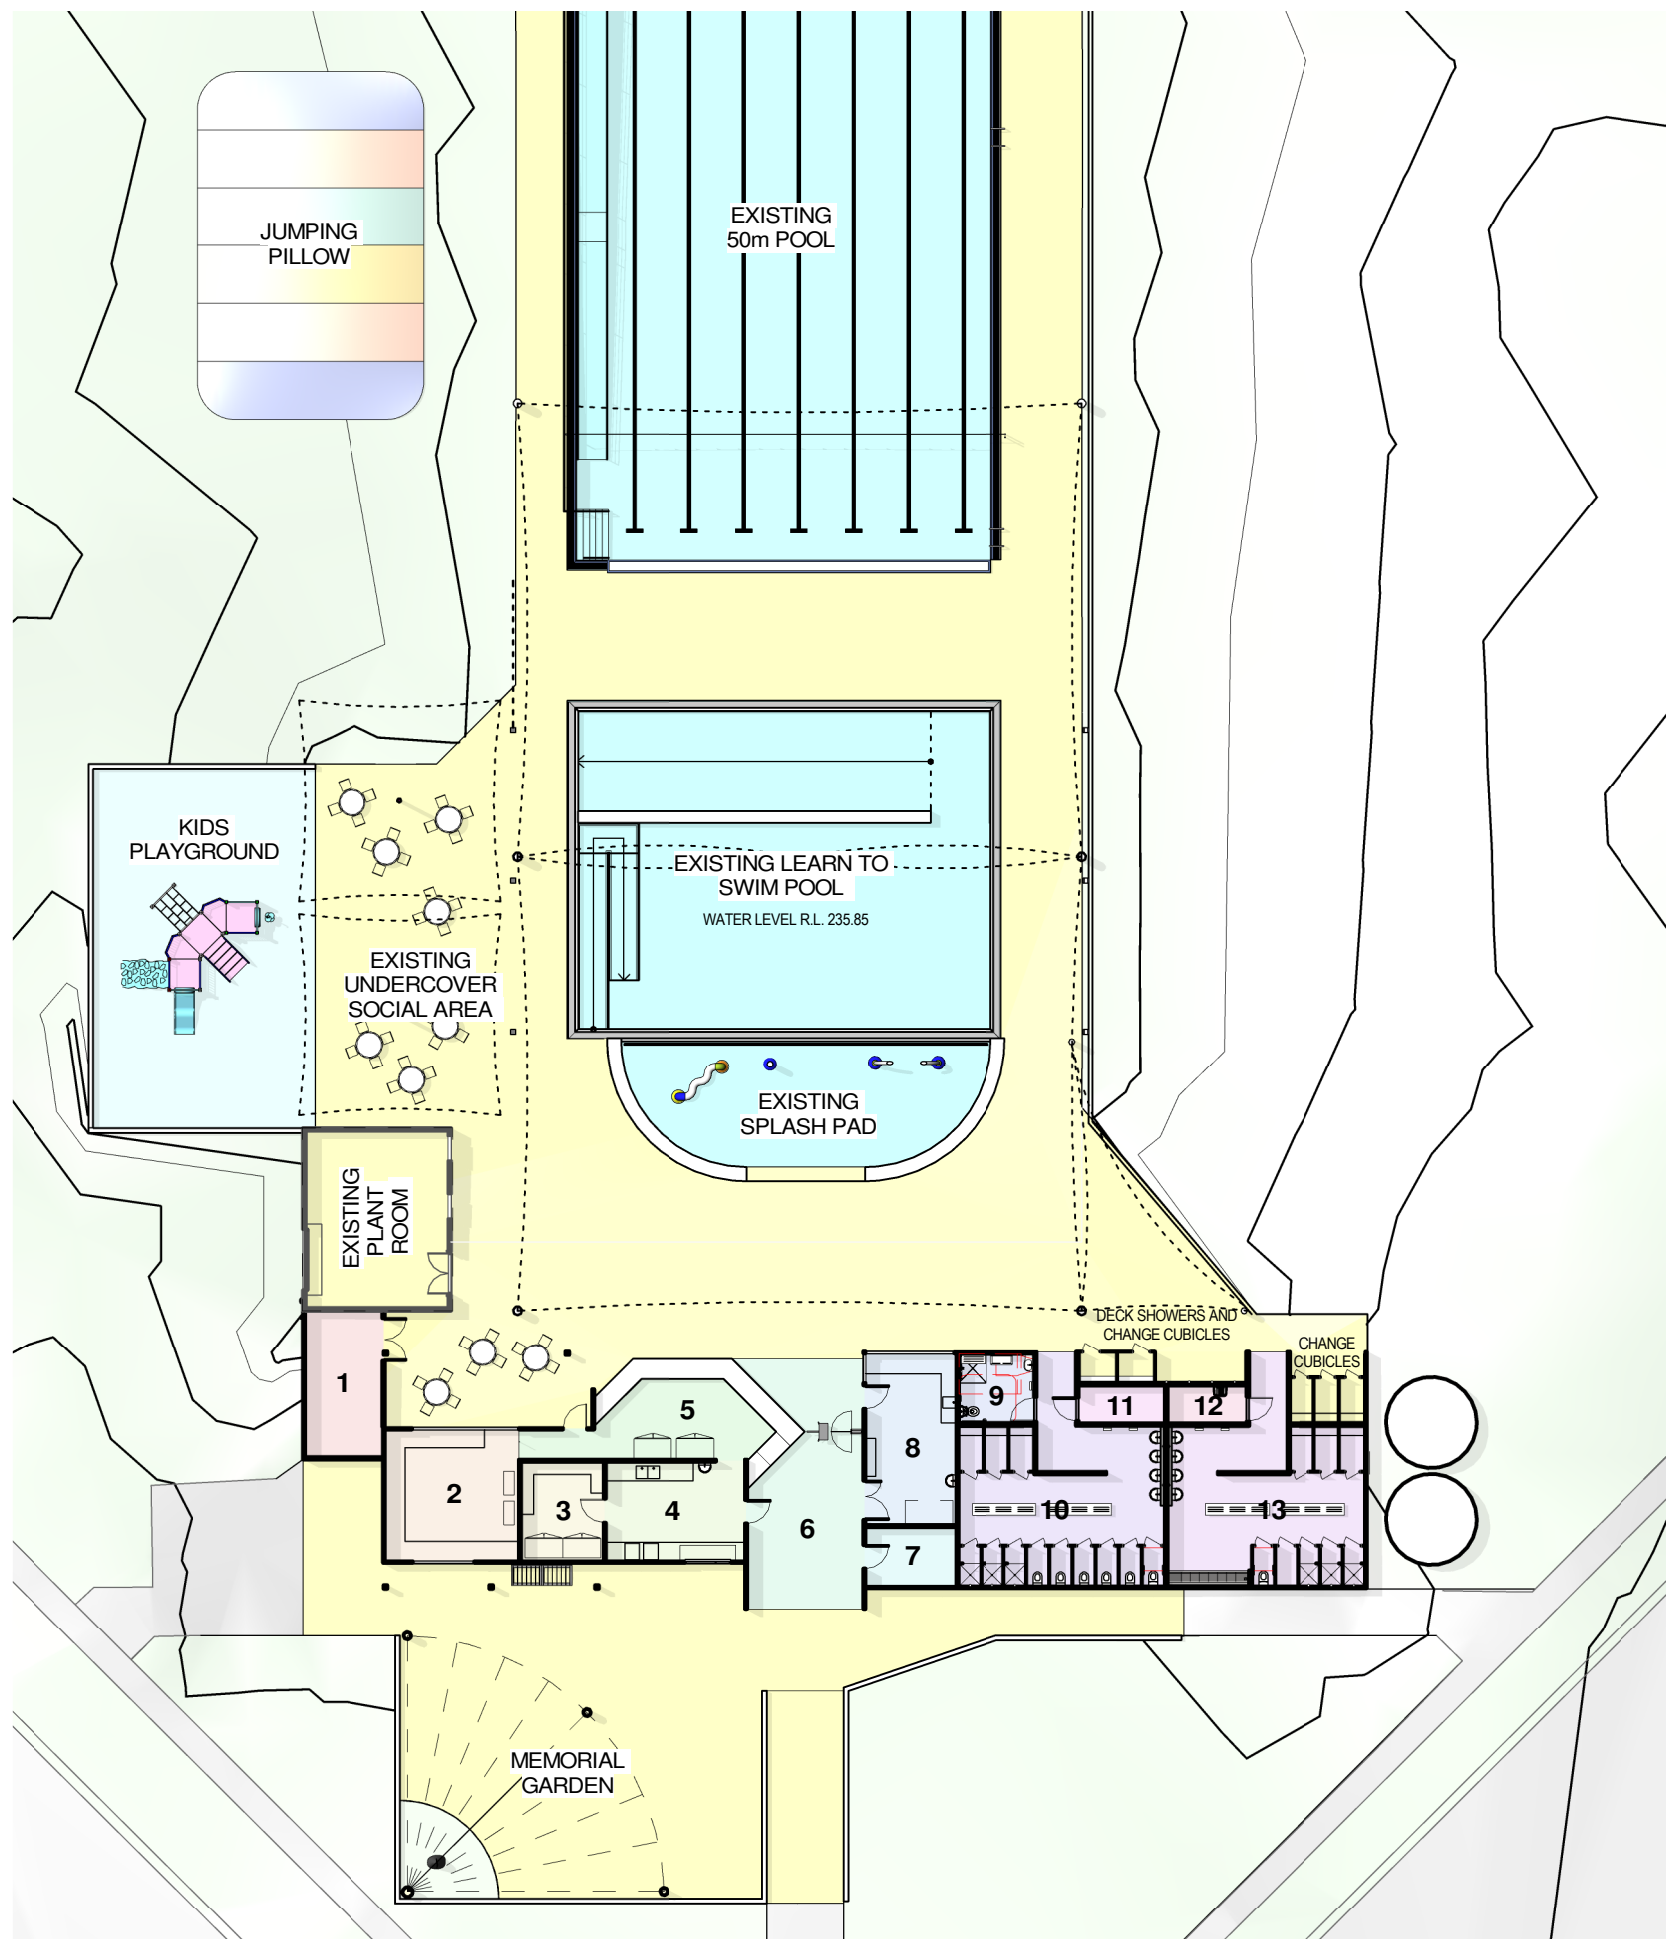 EXISTING
50m POOL
JUMPING
PILLOW
KIDS
PLAYGROUND
EXISTING LEARN TO
SWIM POOL
WATER LEVEL R.L. 235.85
EXISTING
UNDERCOVER
SOCIAL AREA
EXISTING
SPLASH PAD
EXISTING
PLANT
ROOM
DECK SHOWERS AND
CHANGE CUBICLES
CHANGE
CUBICLES
1
2
3
4
5
6
7
8
9
10
11
12
13
MEMORIAL
GARDEN